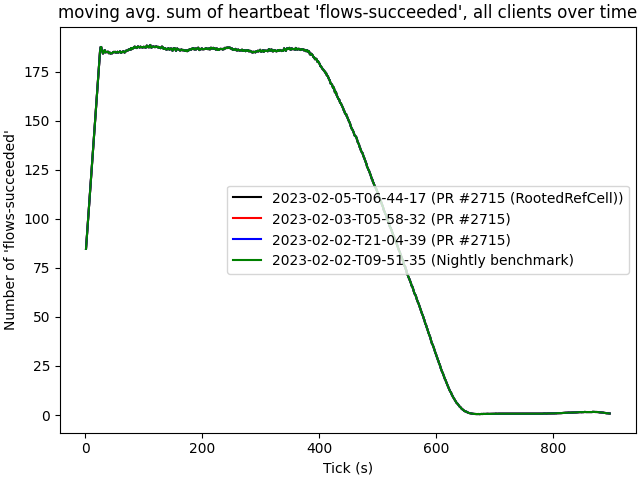 moving avg. sum of heartbeat 'flows-succeeded', all clients over time
Number of 'flows-succeeded'
175
150
125
100
75
50
25
0
2023-02-05-T06-44-17 (PR #2715 (RootedRefCell))
2023-02-03-T05-58-32 (PR #2715)
2023-02-02-T21-04-39 (PR #2715)
2023-02-02-T09-51-35 (Nightly benchmark)
0 200 400 600 800
Tick (s)